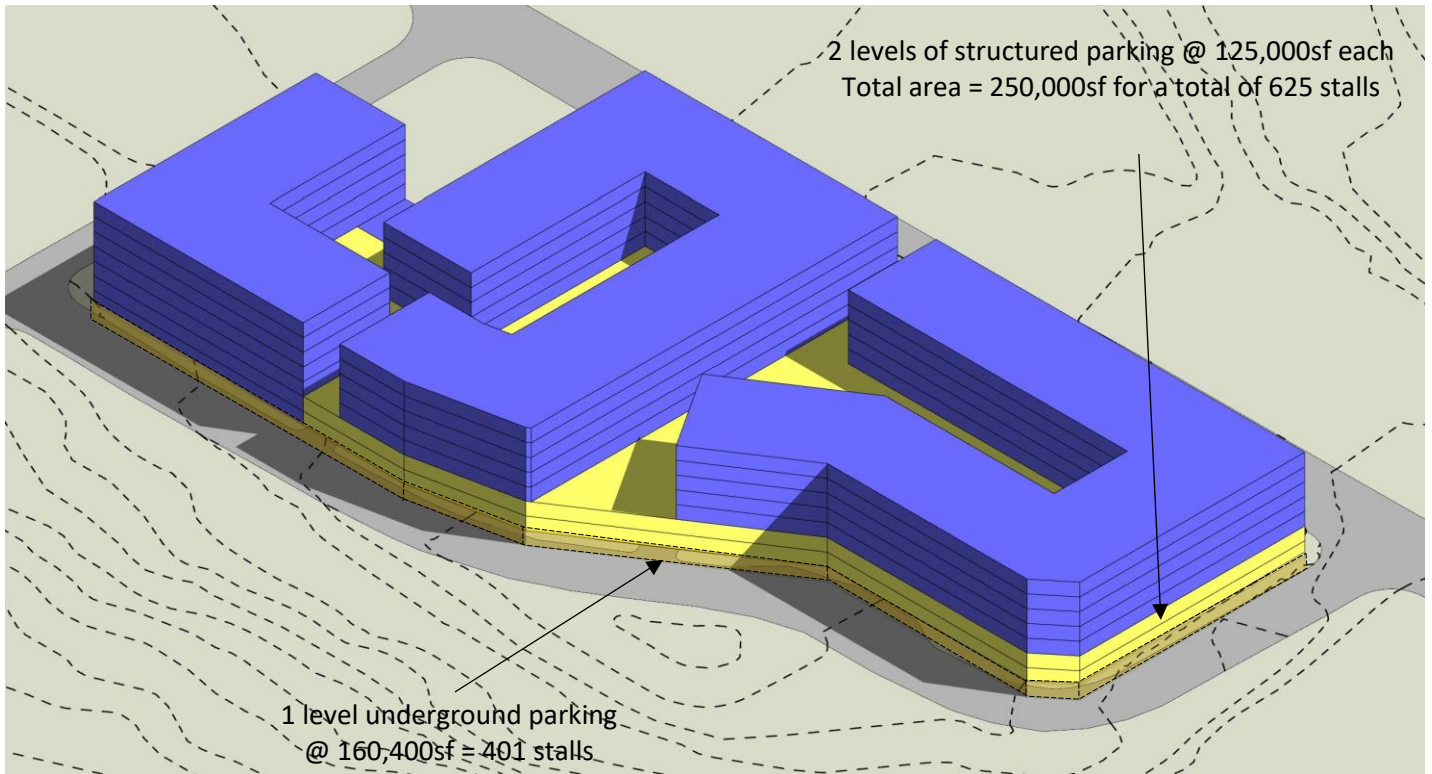 2 levels of structured parking @ 125,000sf each
Total area = 250,000sf for a total of 625 stalls
1 level underground parking
@ 160,400sf = 401 stalls